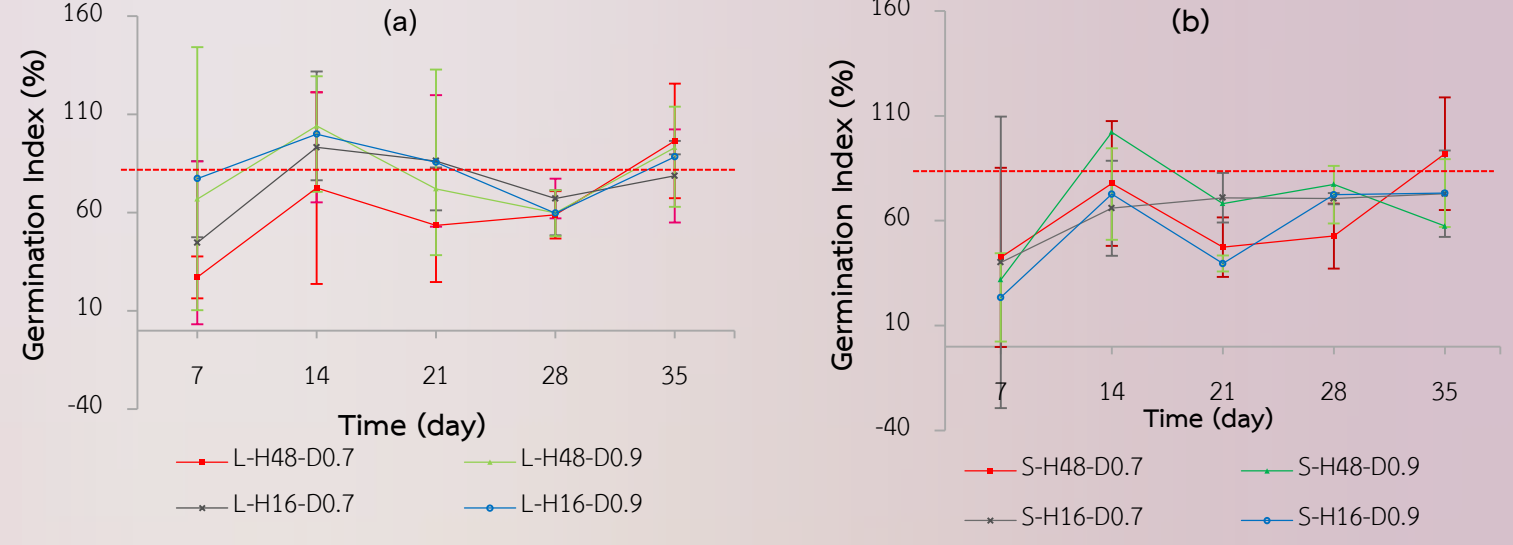 (a)
Germination Index (%)
160
110
60
10
-40
7 14 21 28 35
Time (day)
L-H48-D0.7 L-H48-D0.9
L-H16-D0.7 L-H16-D0.9
(b)
Germination Index (%)
160
110
60
10
-40
7 14 21 28 35
Time (day)
S-H48-D0.7 S-H48-D0.9
S-H16-D0.7 S-H16-D0.9